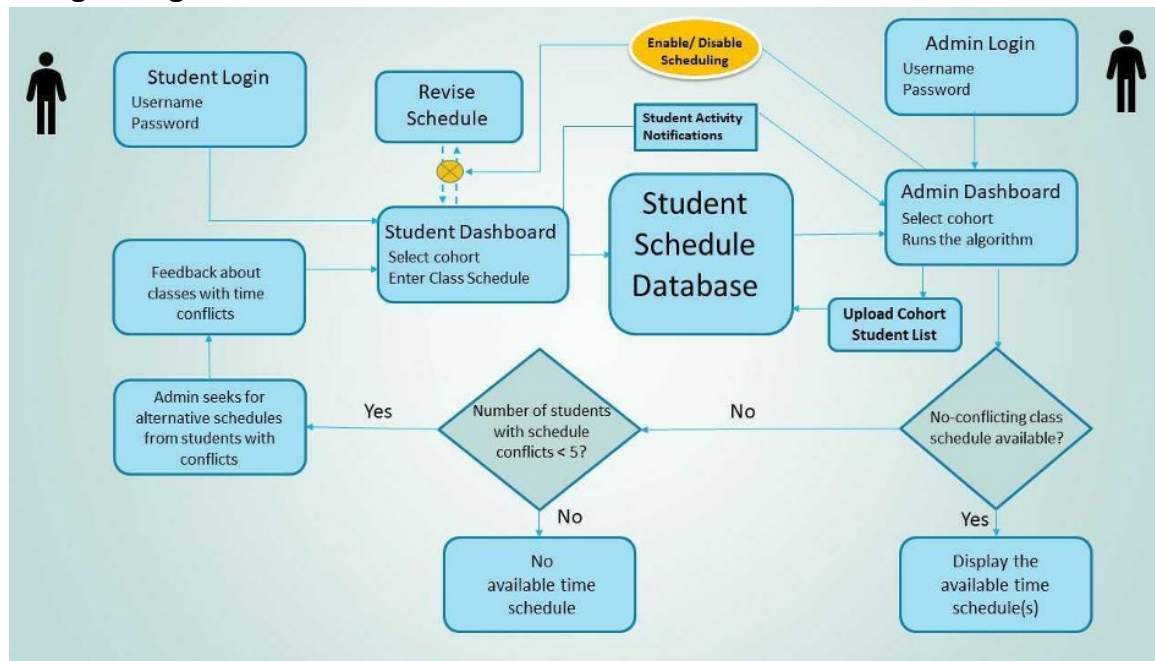 Student Login
Username
Password
Revise
Schedule
Enable/ Disable
Scheduling
Student Activity
Notifications
Admin Login
Username
Password
Student Dashboard
Select cohort
Enter Class Schedule
Student
Schedule
Database
Admin Dashboard
Select cohort
Runs the algorithm
Feedback about
classes with time
conflicts
Upload Cohort
Student List
Admin seeks for
alternative schedules
from students with
conflicts
Yes
Number of students
with schedule
conflicts < 5?
No
No-conflicting class
schedule available?
No
Yes
No
available time
schedule
Display the
available time
schedule(s)